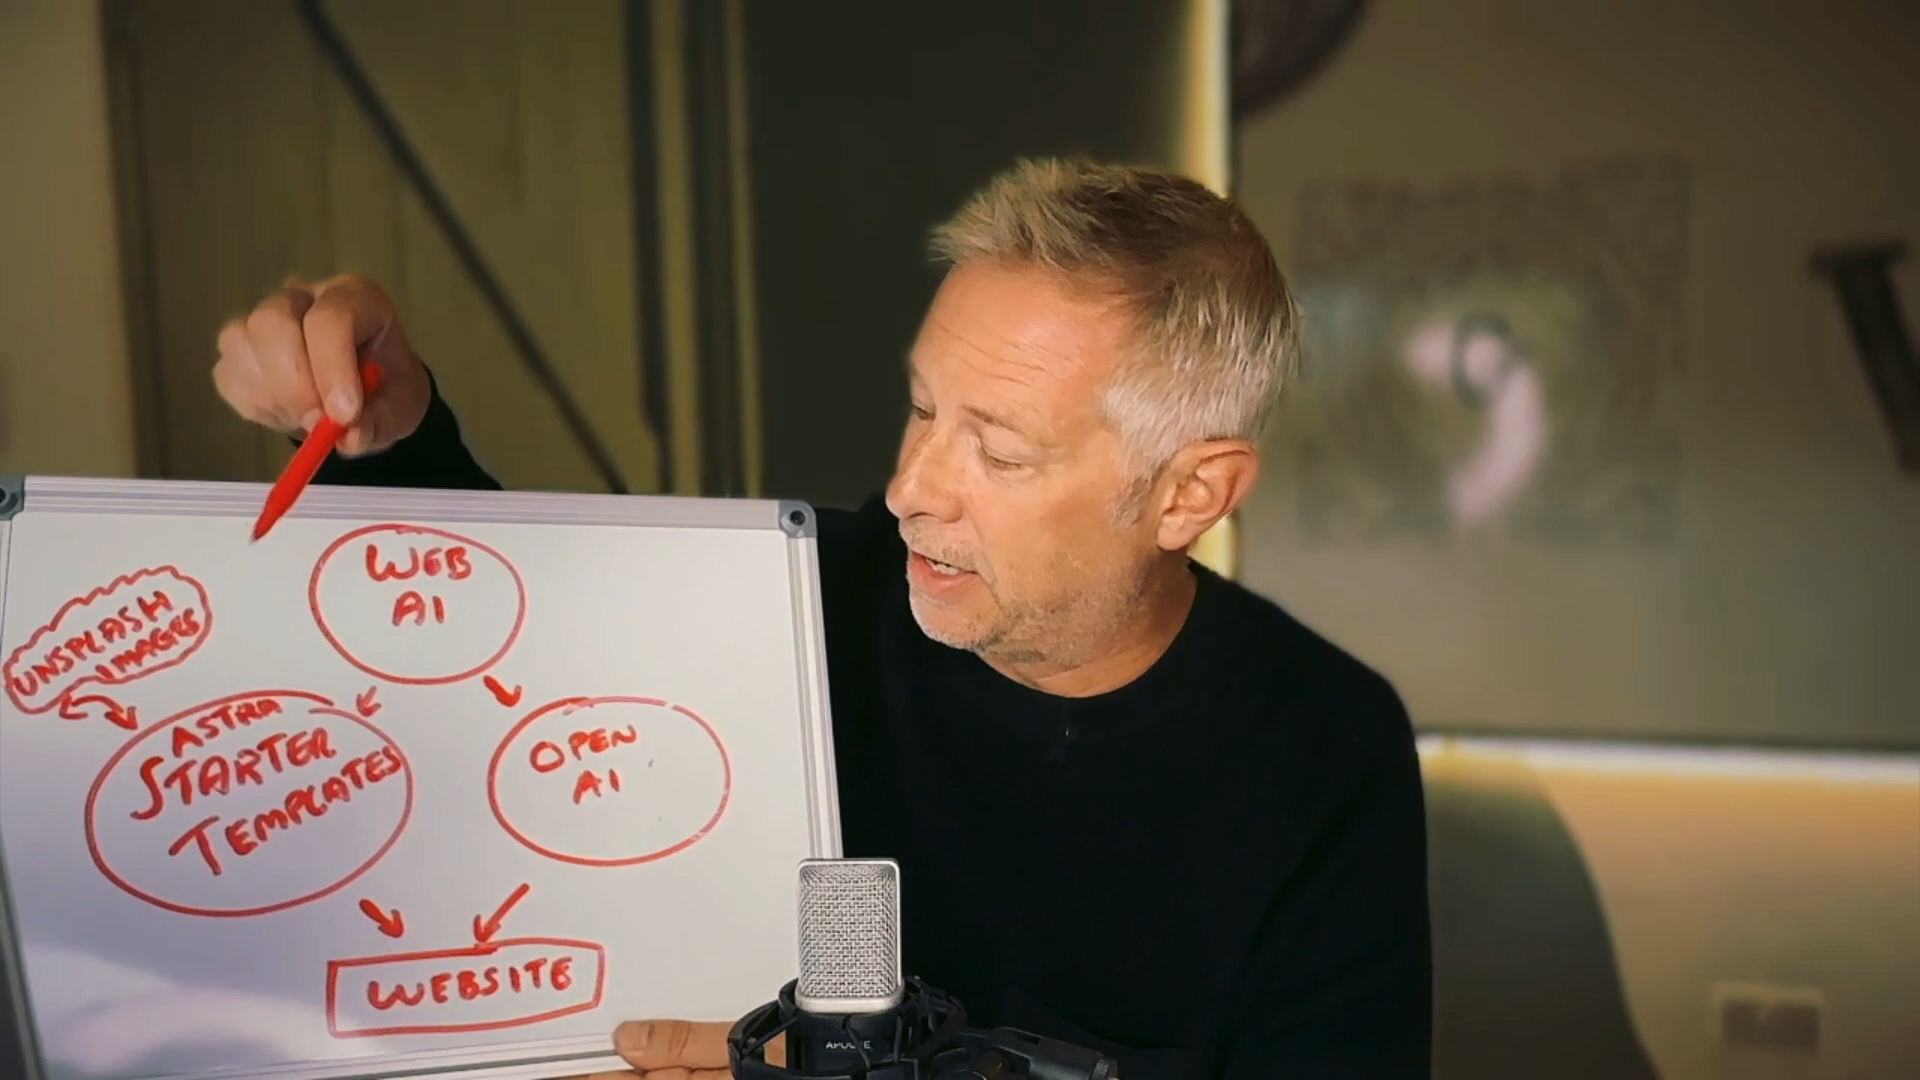 WEB
AI
UNSPLASH
IMAGES
ASTRA
STARTER
TEMPLATES
OPEN
AI
WEBSITE